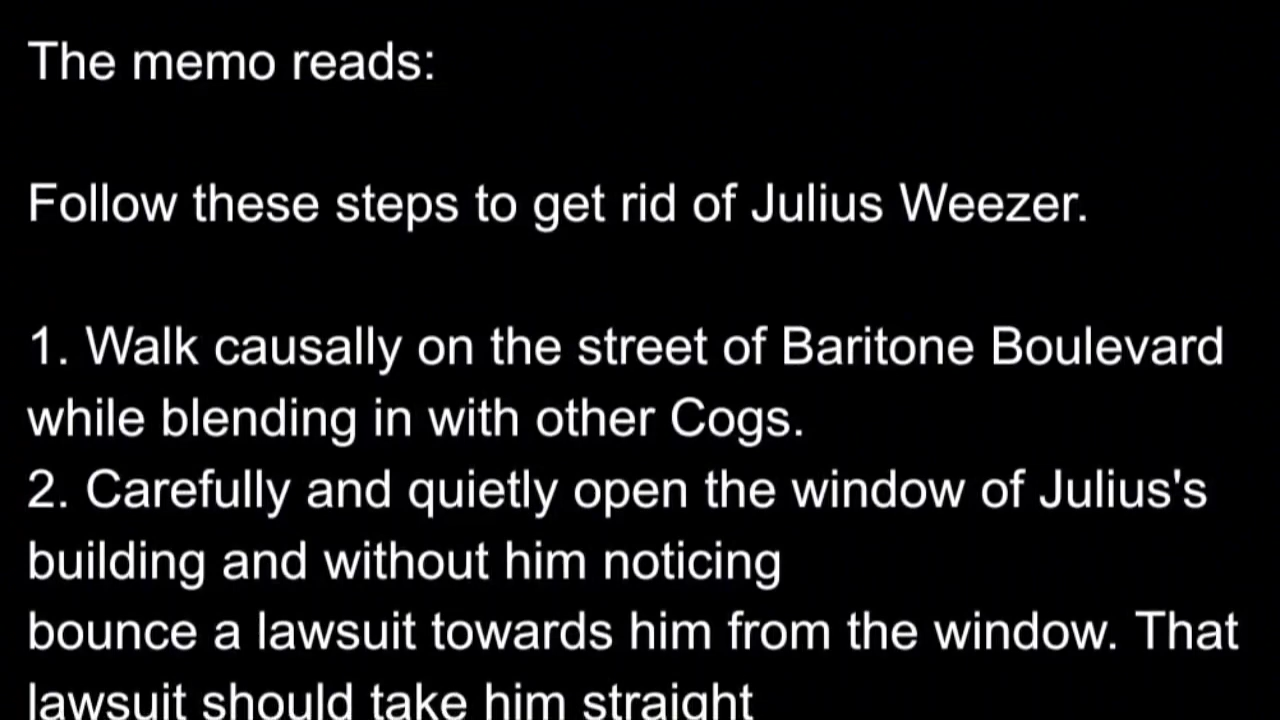 The memo reads:
Follow these steps to get rid of Julius Weezer.
1. Walk causally on the street of Baritone Boulevard
while blending in with other Cogs.
2. Carefully and quietly open the window of Julius's
building and without him noticing
bounce a lawsuit towards him from the window. That
lawsuit should take him straight